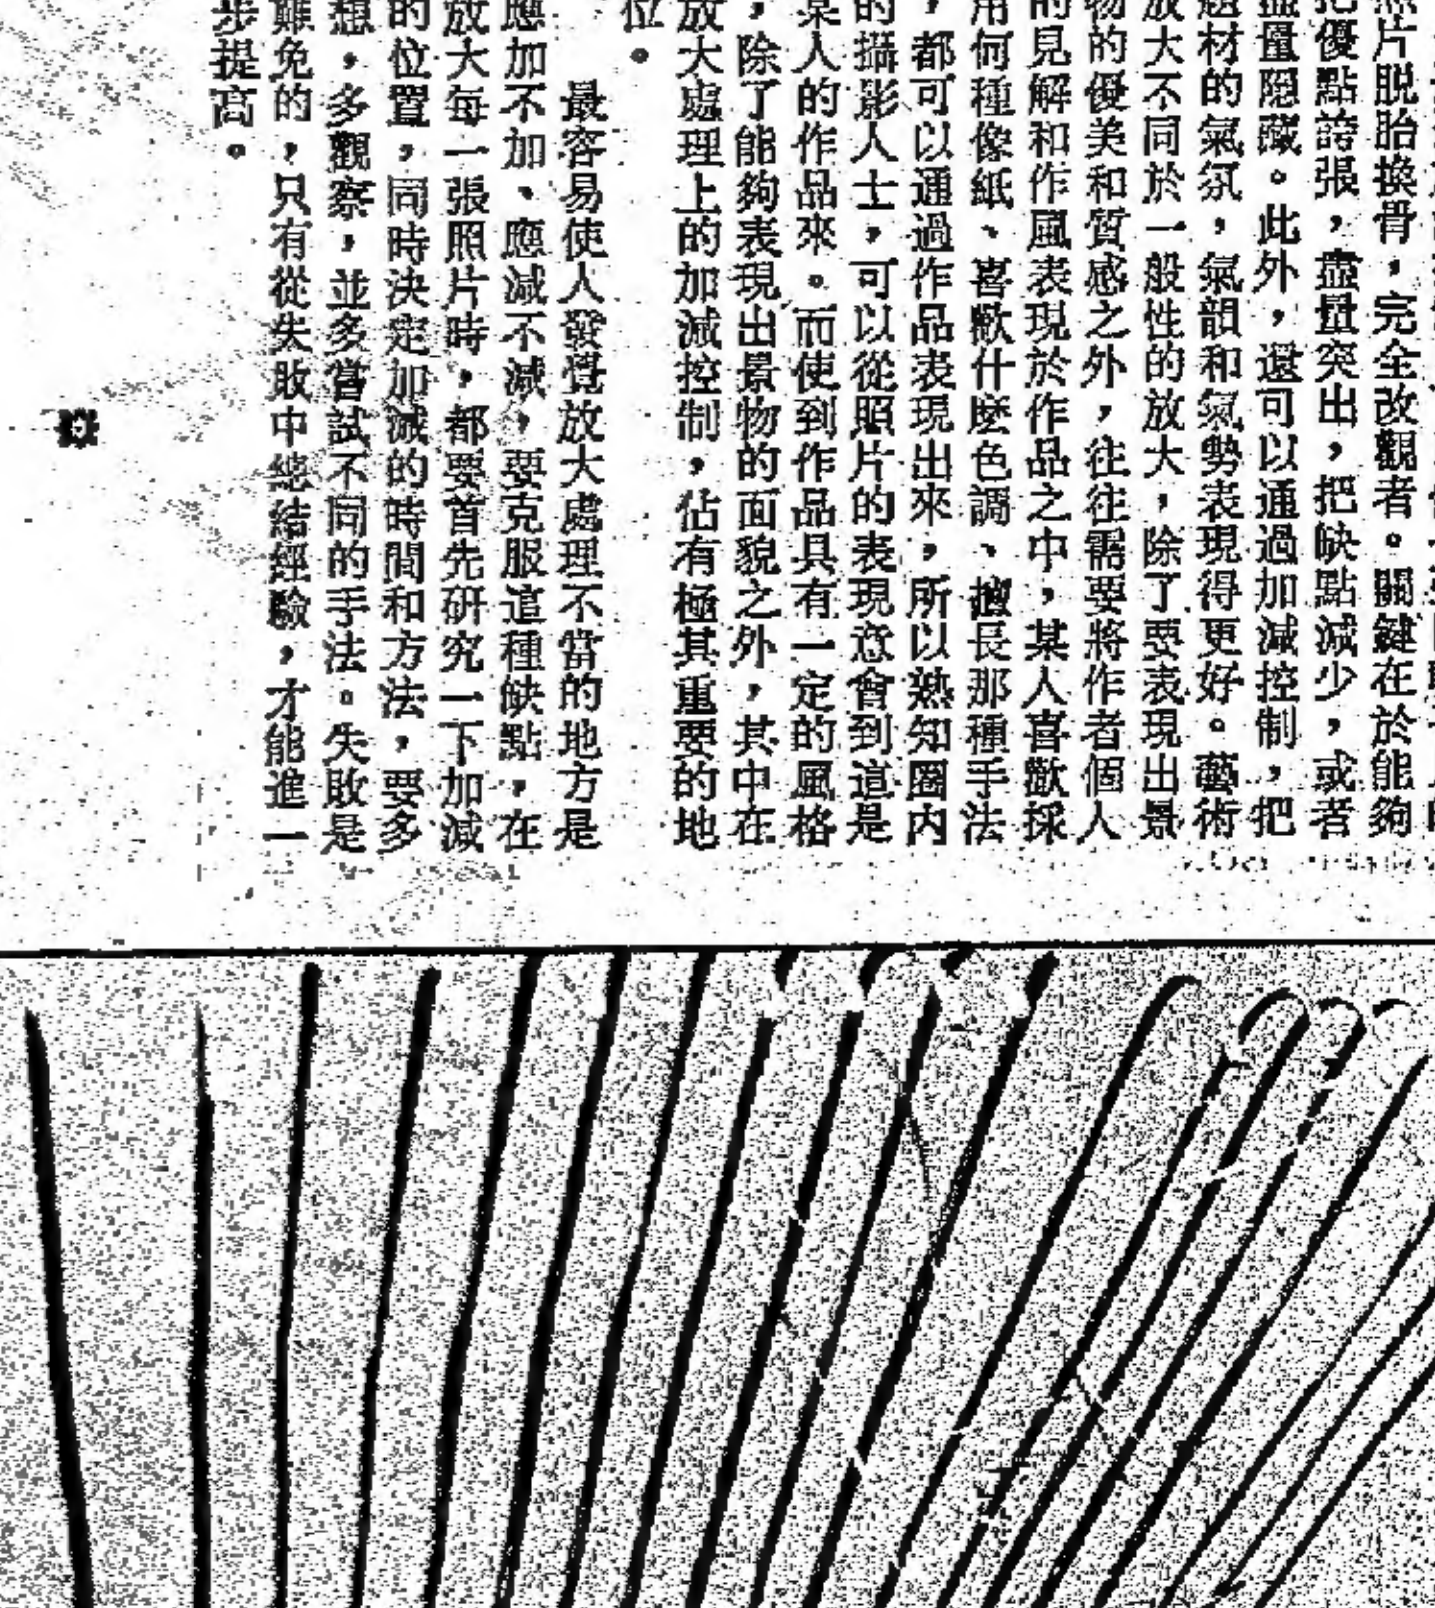 照片脱胎換骨，完全改觀者。關鍵在於能夠
把優點誇張，盡量突出，把缺點減少，或者
盡量隱藏。此外，還可以通過加減控制，把
題材的氣氛，氣韻和氣勢表現得更好。藝術
放大不同於一般性的放大，除了要表現出景
物的優美和質感之外，往往需要將作者個人
的見解和作風表現於作品之中，某人喜歡採
用何種像紙、喜歡什麼色調、擅長那種手法
，都可以通過作品表現出來，所以熟知圈內
的攝影人士，可以從照片的表現意會到這是
某人的作品來。而使到作品具有一定的風格
，除了能夠表現出景物的面貌之外，其中在
放大處理上的加減控制，佔有極其重要的地
位。
最容易使人發覺放大處理不當的地方是
應加不加、應減不減，要克服這種缺點，在
放大每一張照片時，都要首先研究一下加減
的位置，同時決定加減的時間和方法，要多
想，多觀察，並多嘗試不同的手法。失敗是
難免的，只有從失敗中總結經驗，才能進一
步提高。